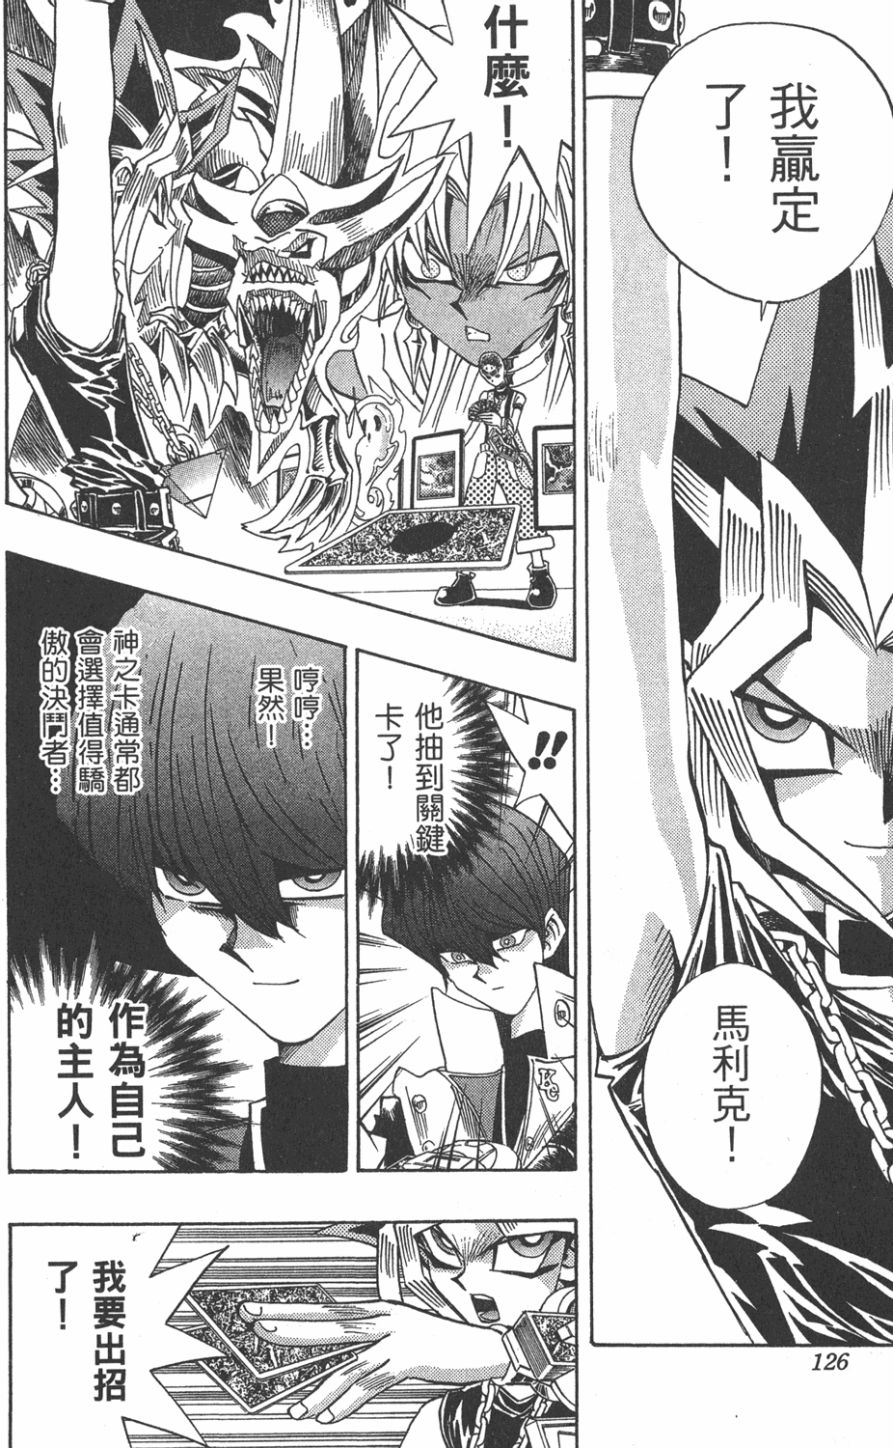 我贏定
了！
馬利克！
什麼！
!!
他抽到關鍵
卡了！
KC
哼哼…
果然！
神之卡通常都
會選擇值得驕
傲的決鬥者…
作為自己
的主人！
我要出招
了！
126